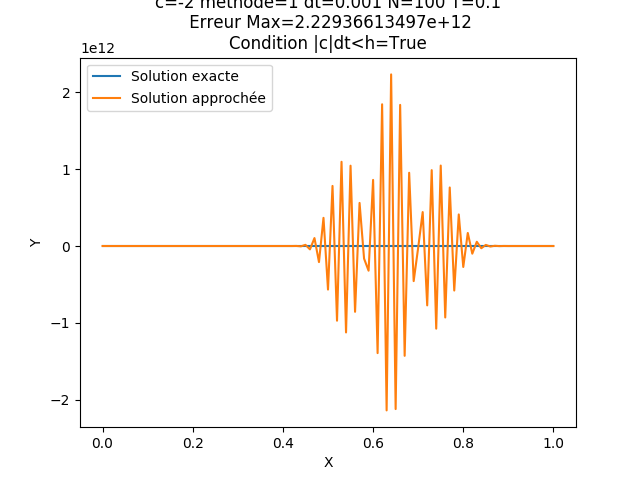 c=-2 methode=1 dt=0.001 N=100 T=0.1
Erreur Max=2.22936613497e+12
Condition |c|dt<h=True
1e12
Solution exacte
Solution approchée
2
1
0
−1
−2
Y
0.0 0.2 0.4 0.6 0.8 1.0
X